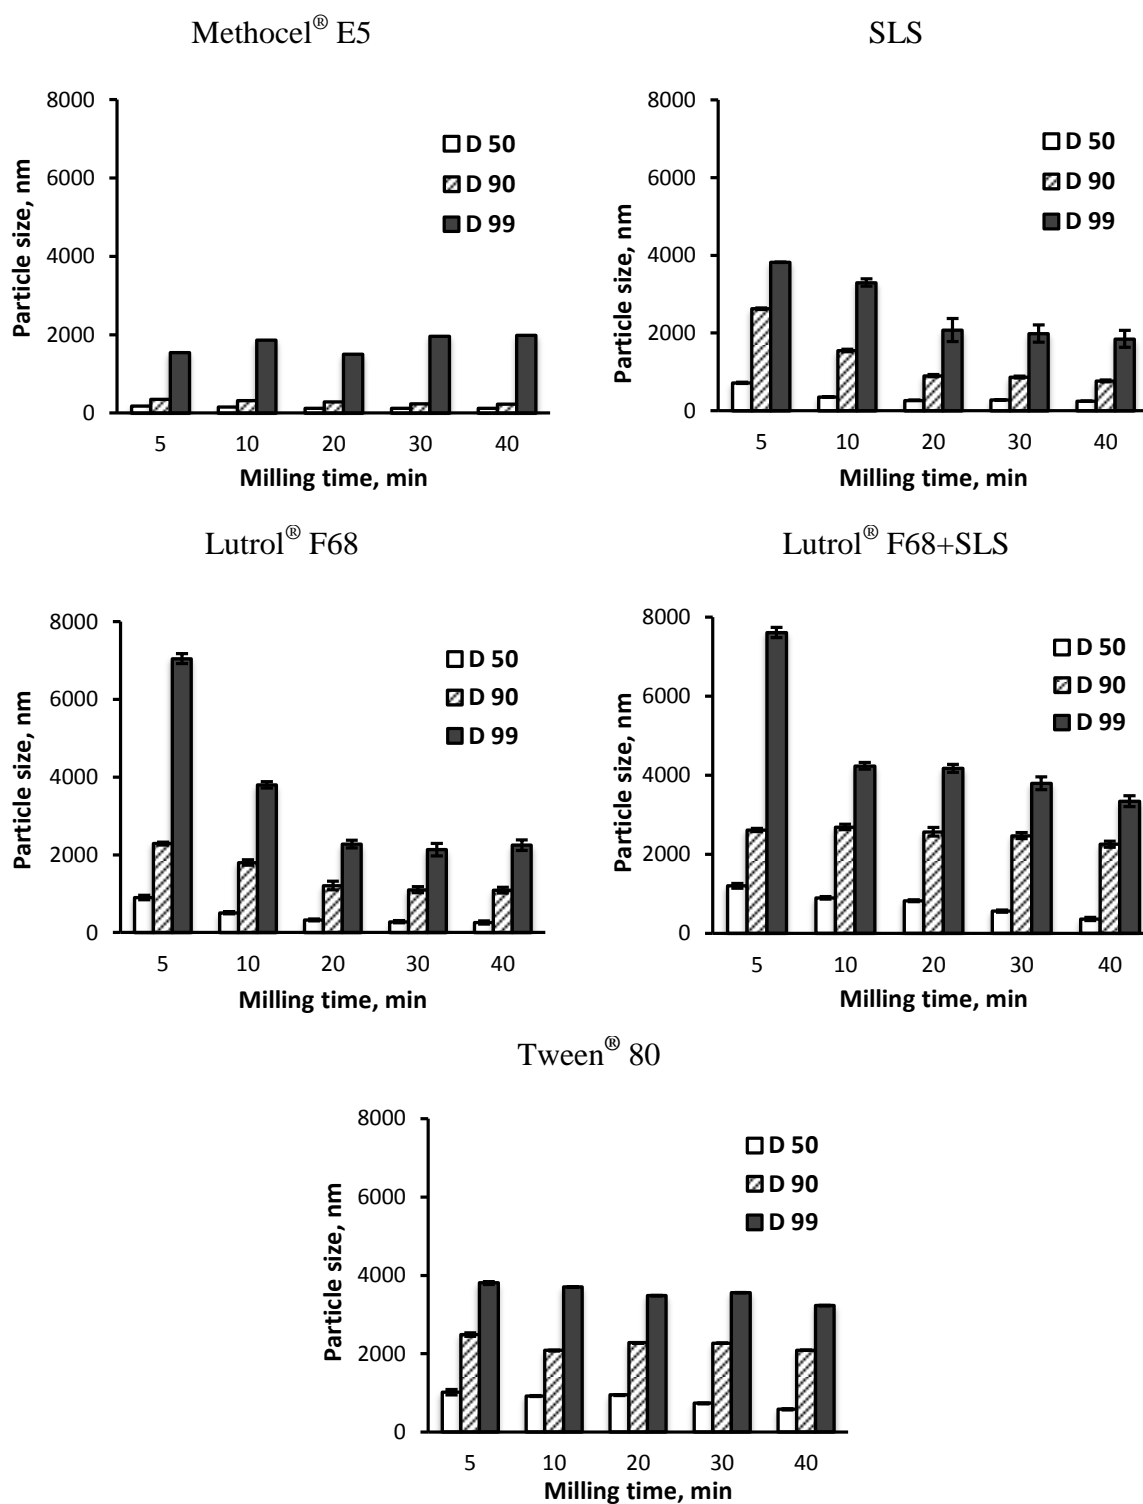 Methocel® E5
8000
6000
4000
2000
0
Particle size, nm
D 50
D 90
D 99
5 10 20 30 40
Milling time, min
SLS
8000
6000
4000
2000
0
Particle size, nm
D 50
D 90
D 99
5 10 20 30 40
Milling time, min
Lutrol® F68
8000
6000
4000
2000
0
Particle size, nm
D 50
D 90
D 99
5 10 20 30 40
Milling time, min
Lutrol® F68+SLS
8000
6000
4000
2000
0
Particle size, nm
D 50
D 90
D 99
5 10 20 30 40
Milling time, min
Tween® 80
8000
6000
4000
2000
0
Particle size, nm
D 50
D 90
D 99
5 10 20 30 40
Milling time, min